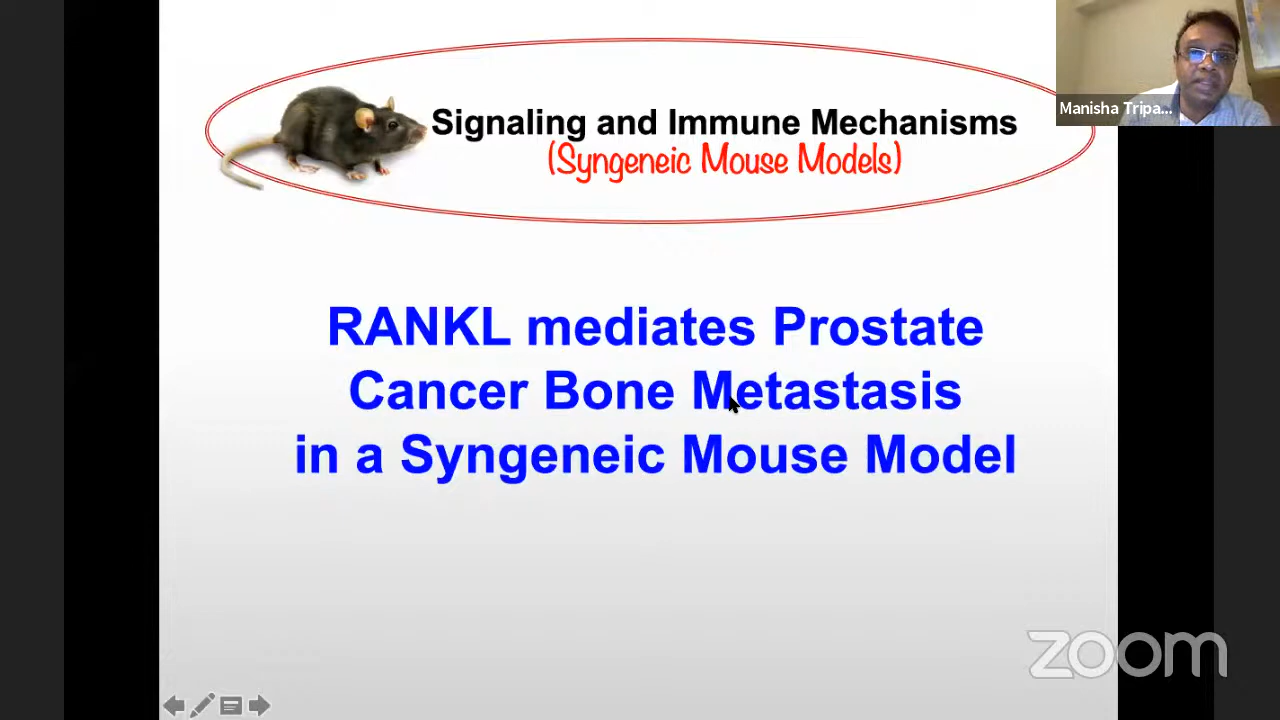 Signaling and Immune Mechanisms
(Syngeneic Mouse Models)
Manisha Tripa...
RANKL mediates Prostate
Cancer Bone Metastasis
in a Syngeneic Mouse Model
zoom